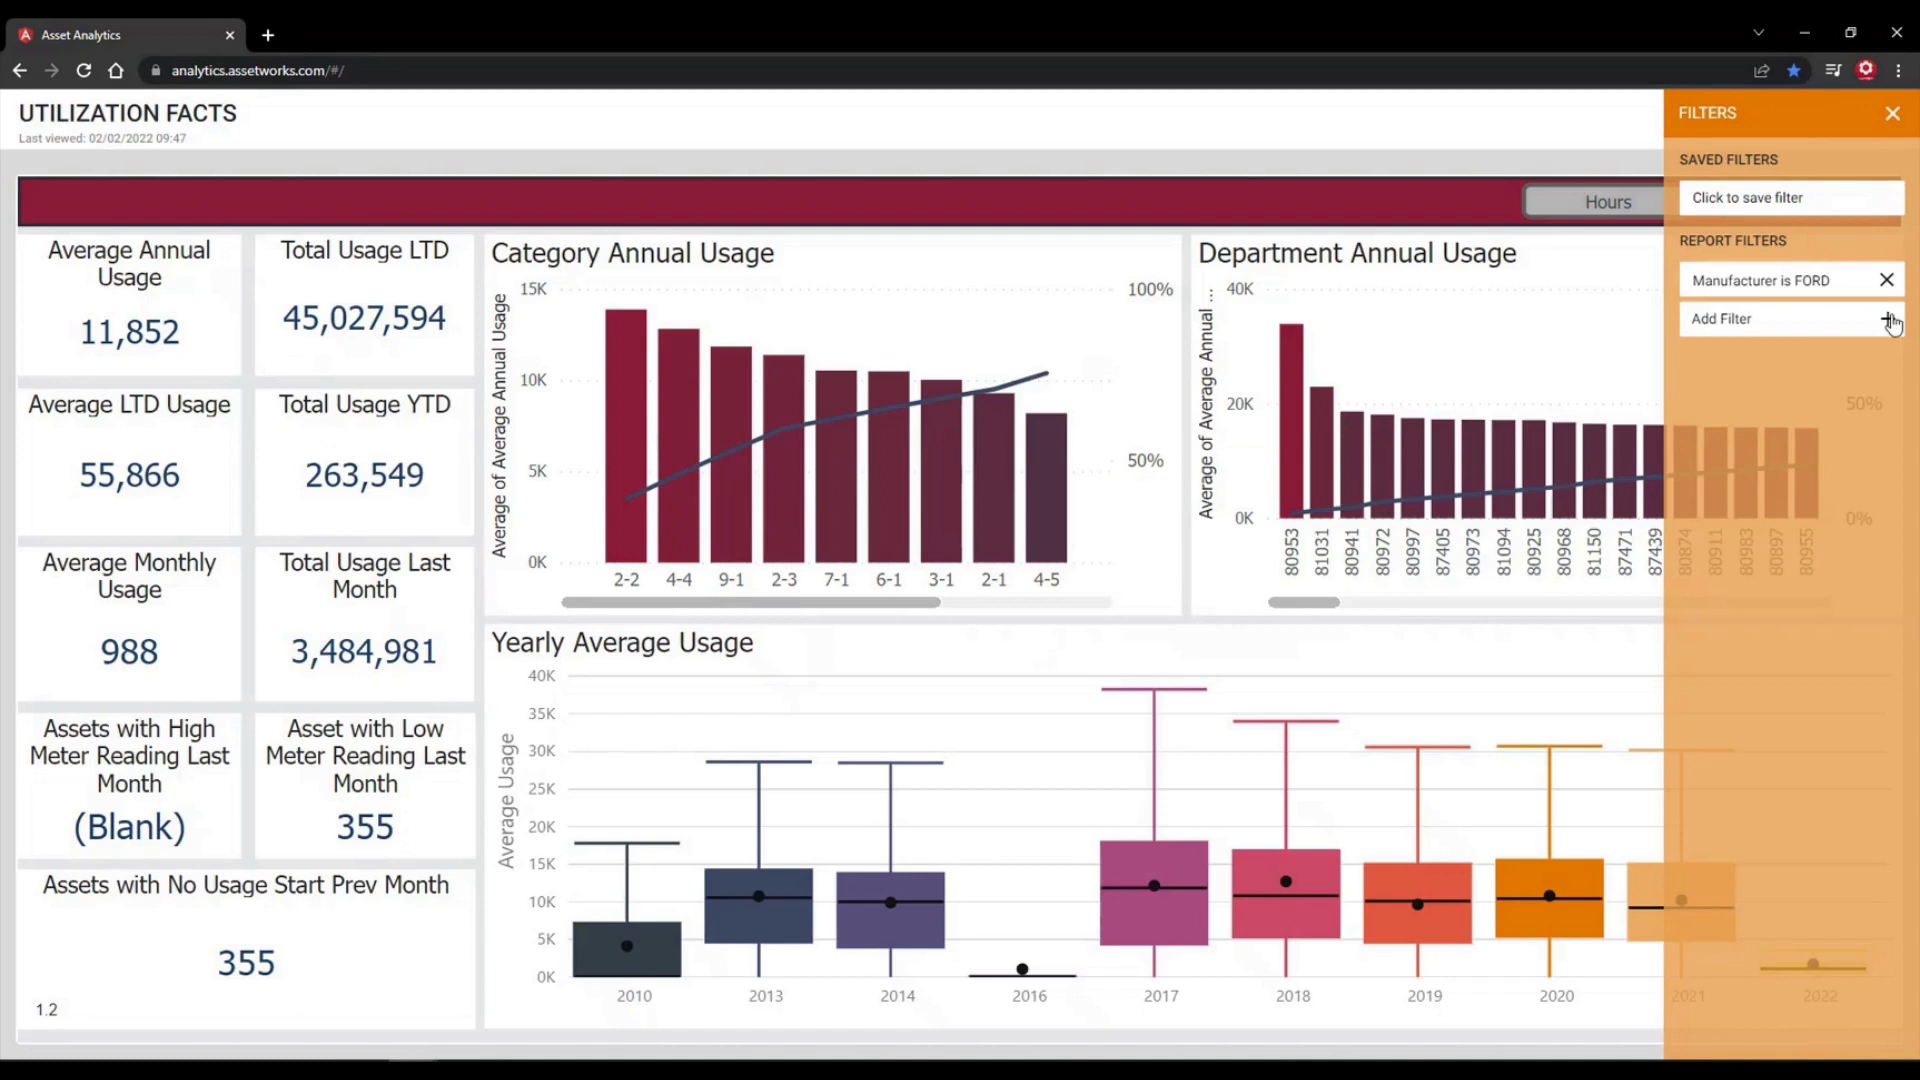 Asset Analytics
analytics.assetworks.com/#/
UTILIZATION FACTS
Last viewed: 02/02/2022 09:47
Hours
FILTERS
SAVED FILTERS
Click to save filter
REPORT FILTERS
Manufacturer is FORD
Add Filter
Average Annual
Usage
11,852
Total Usage LTD
45,027,594
Average LTD Usage
55,866
Total Usage YTD
263,549
Average Monthly
Usage
988
Total Usage Last
Month
3,484,981
Assets with High
Meter Reading Last
Month
(Blank)
Asset with Low
Meter Reading Last
Month
355
Assets with No Usage Start Prev Month
355
1.2
Category Annual Usage
Average of Average Annual Usage
15K
10K
5K
0K
100%
50%
2-2 4-4 9-1 2-3 7-1 6-1 3-1 2-1 4-5
Department Annual Usage
Average of Average Annual ...
40K
20K
0K
50%
0%
80953 81031 80941 80972 80997 87405 80973 81094 80925 80968 81150 87471 87439 80874 80911 80983 80897 80955
Yearly Average Usage
Average Usage
40K
35K
30K
25K
20K
15K
10K
5K
0K
2010 2013 2014 2016 2017 2018 2019 2020 2021 2022